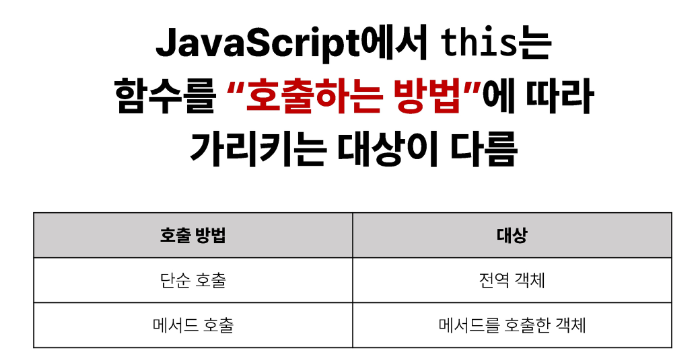 JavaScript에서 this는
함수를 “호출하는 방법”에 따라
가리키는 대상이 다름
호출 방법 대상
단순 호출 전역 객체
메서드 호출 메서드를 호출한 객체